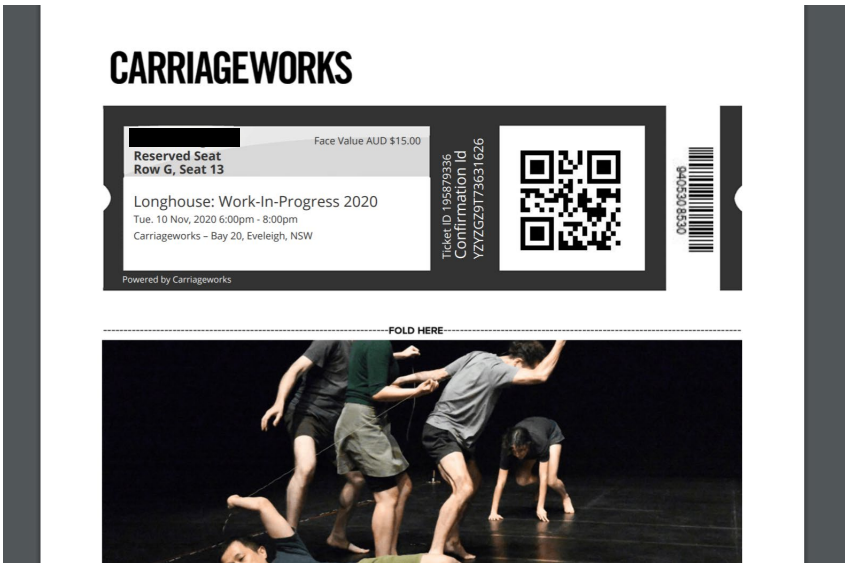 CARRIAGEWORKS
Face Value AUD $15.00
Reserved Seat
Row G, Seat 13
Longhouse: Work-In-Progress 2020
Tue. 10 Nov, 2020 6:00pm - 8:00pm
Carriageworks – Bay 20, Eveleigh, NSW
Powered by Carriageworks
Ticket ID 195879336
Confirmation Id
YZYZGZ9T73631626
9405308530
FOLD HERE